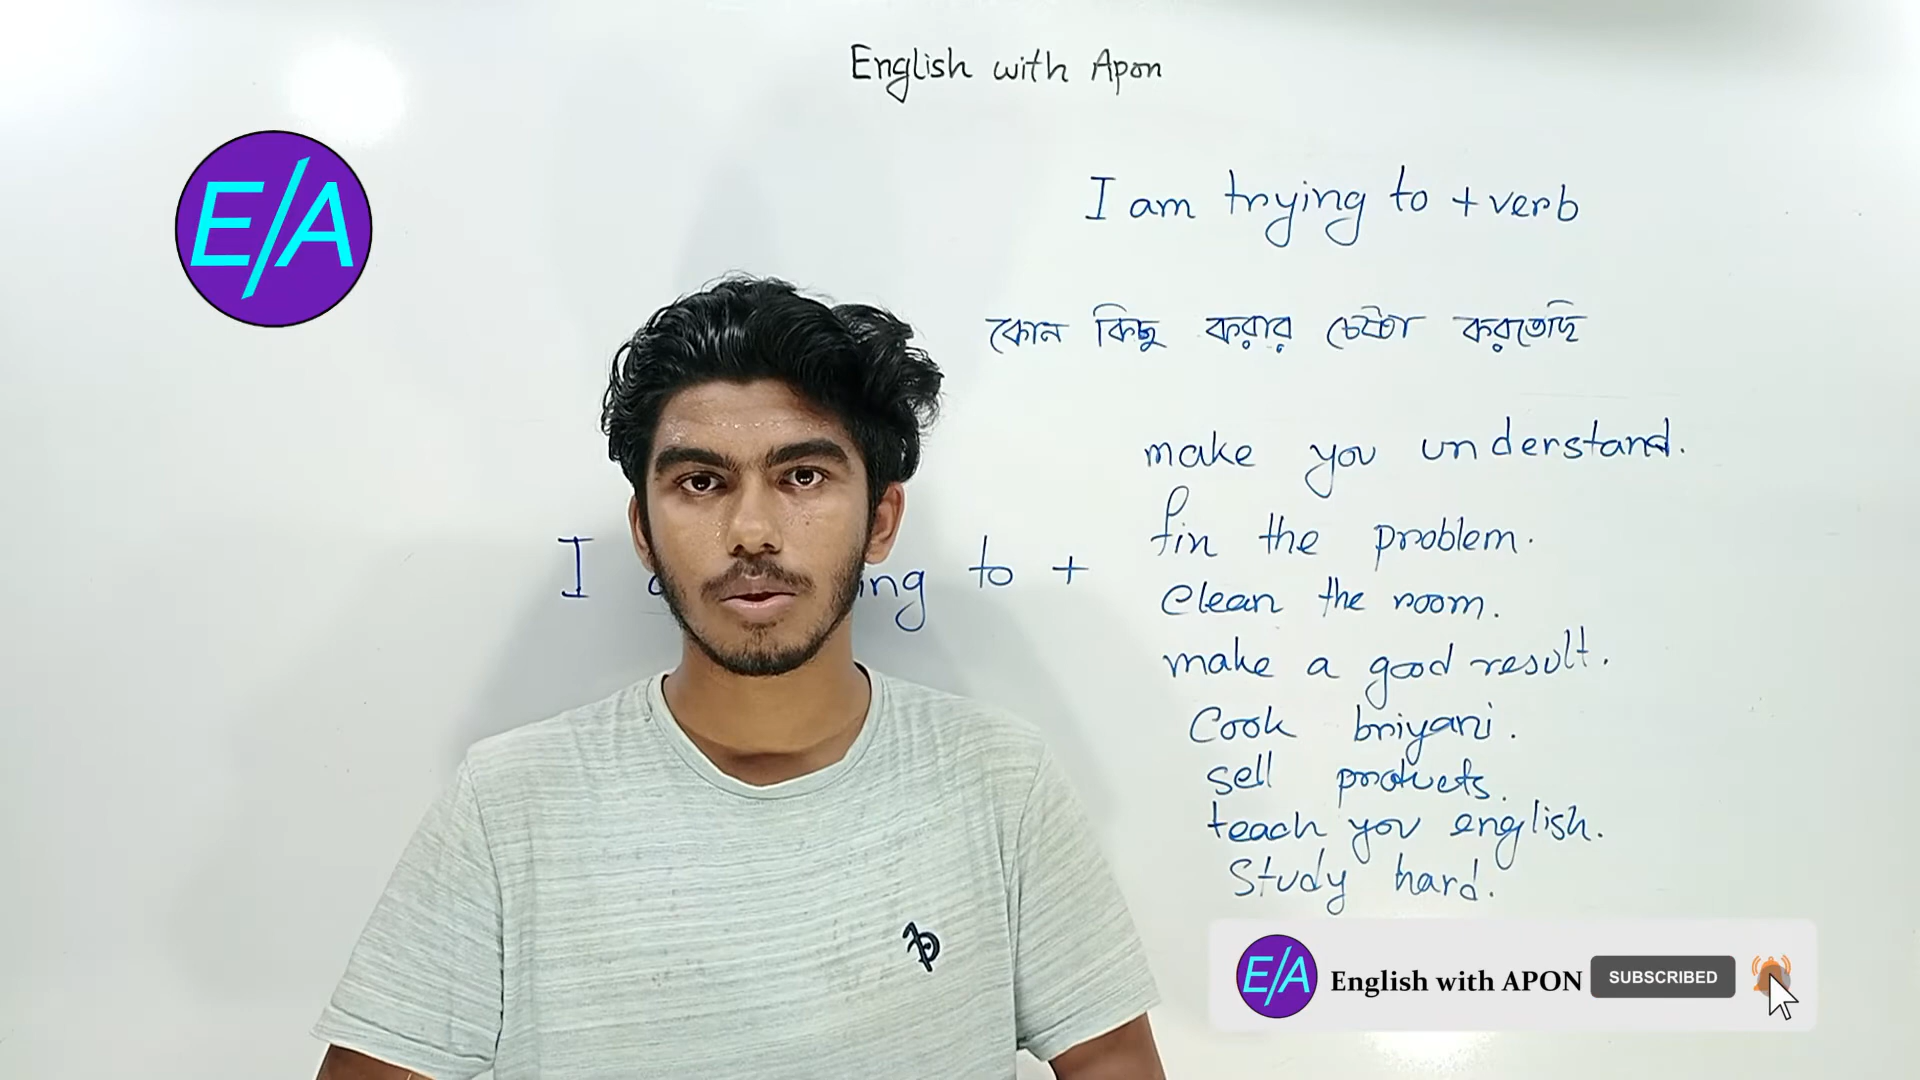 English with Apon
E/A
I am trying to + verb
কোন কিছু করার চেষ্টা করতেছি
make you understand.
fin the problem.
I ing to +
Clean the room.
make a good result.
Cook briyani.
sell products.
teach you english.
Study hard.
E/A English with APON SUBSCRIBED